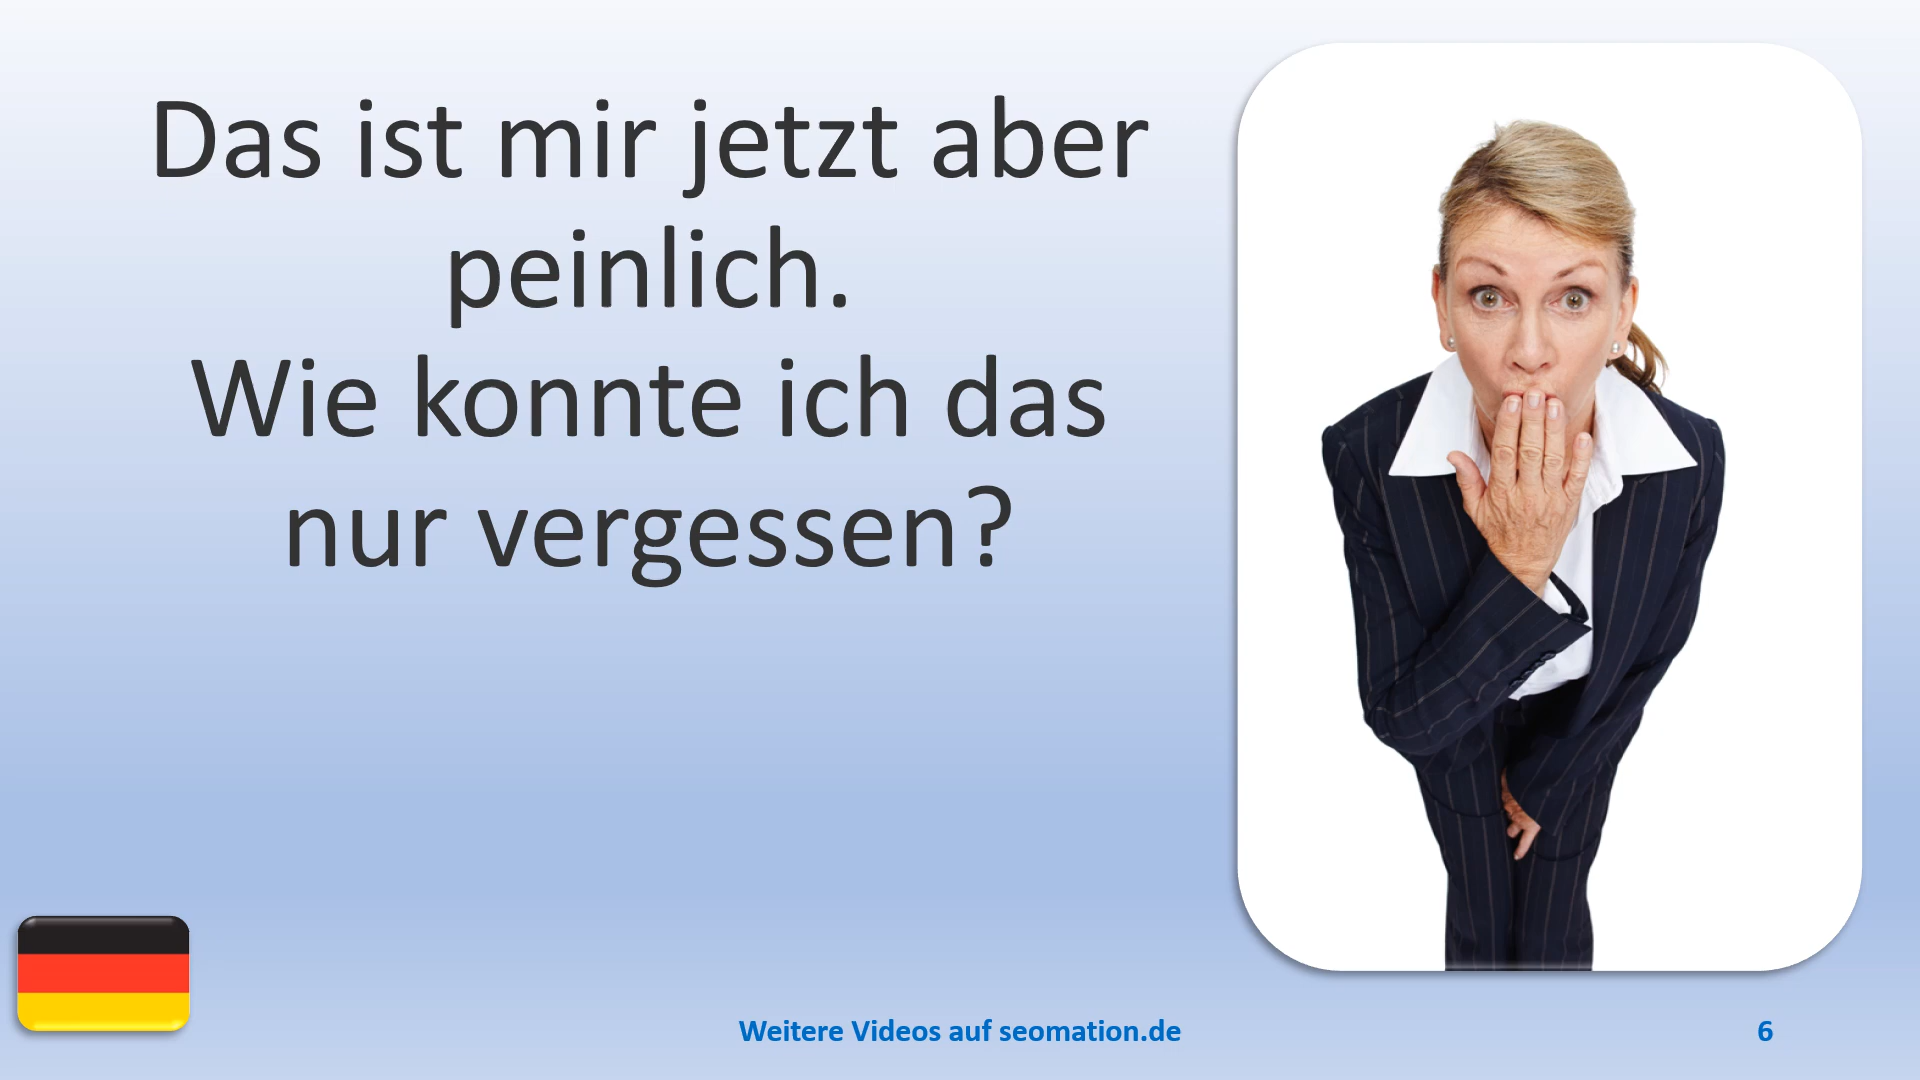 Das ist mir jetzt aber
peinlich.
Wie konnte ich das
nur vergessen?
Weitere Videos auf seomation.de
6